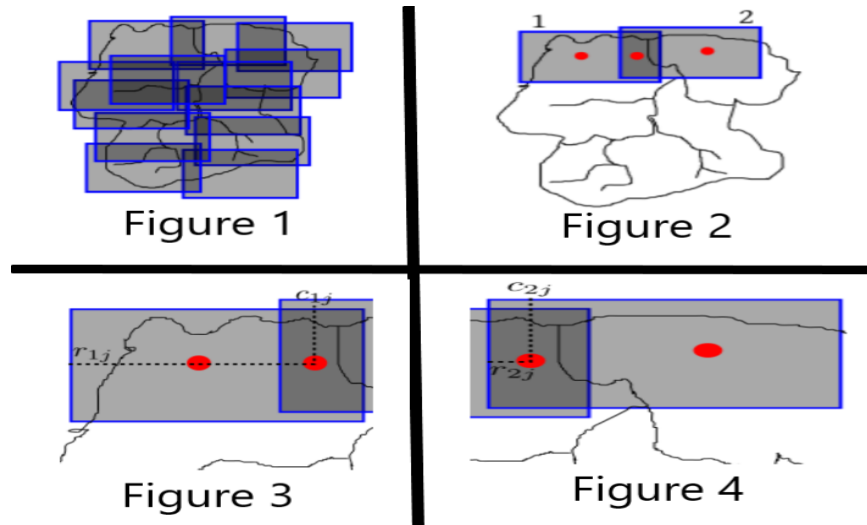 Figure 1
1
2
Figure 2
c₁ⱼ
r₁ⱼ
Figure 3
c₂ⱼ
r₂ⱼ
Figure 4